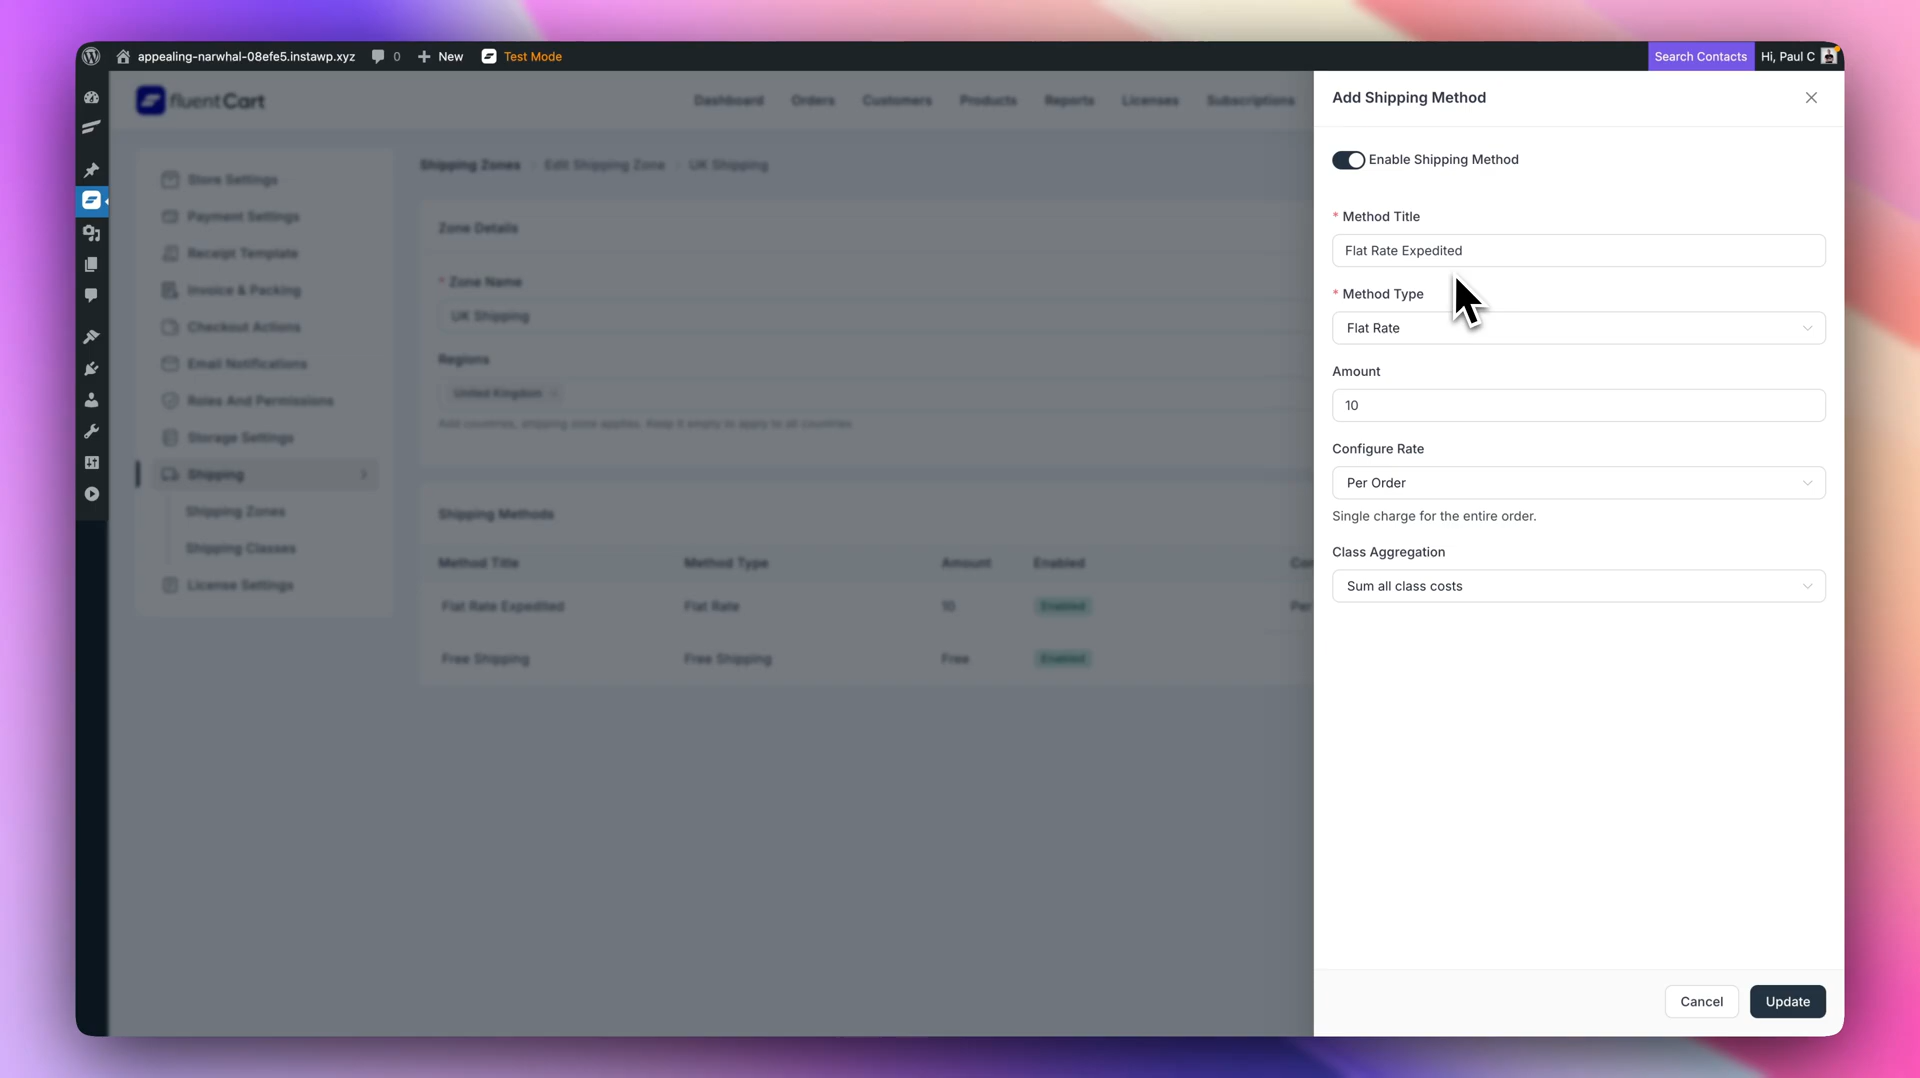 appealing-narwhal-08efe5.instawp.xyz 0 New Test Mode Search Contacts Hi, Paul C
fluentCart Dashboard Orders Customers Products Reports Licenses Subscriptions
Store Settings
Payment Settings
Receipt Template
Invoice & Packing
Checkout Actions
Email Notifications
Roles And Permissions
Storage Settings
Shipping
Shipping Zones
Shipping Classes
License Settings
Shipping Zones Edit Shipping Zone UK Shipping
Zone Details
* Zone Name
UK Shipping
Regions
United Kingdom
Add countries, shipping zone applies. Keep it empty to apply to all countries.
Shipping Methods
Method Title Method Type Amount Enabled
Flat Rate Expedited Flat Rate 10 Enabled
Free Shipping Free Shipping Free Enabled
Add Shipping Method
Enable Shipping Method
* Method Title
Flat Rate Expedited
* Method Type
Flat Rate
Amount
10
Configure Rate
Per Order
Single charge for the entire order.
Class Aggregation
Sum all class costs
Cancel Update